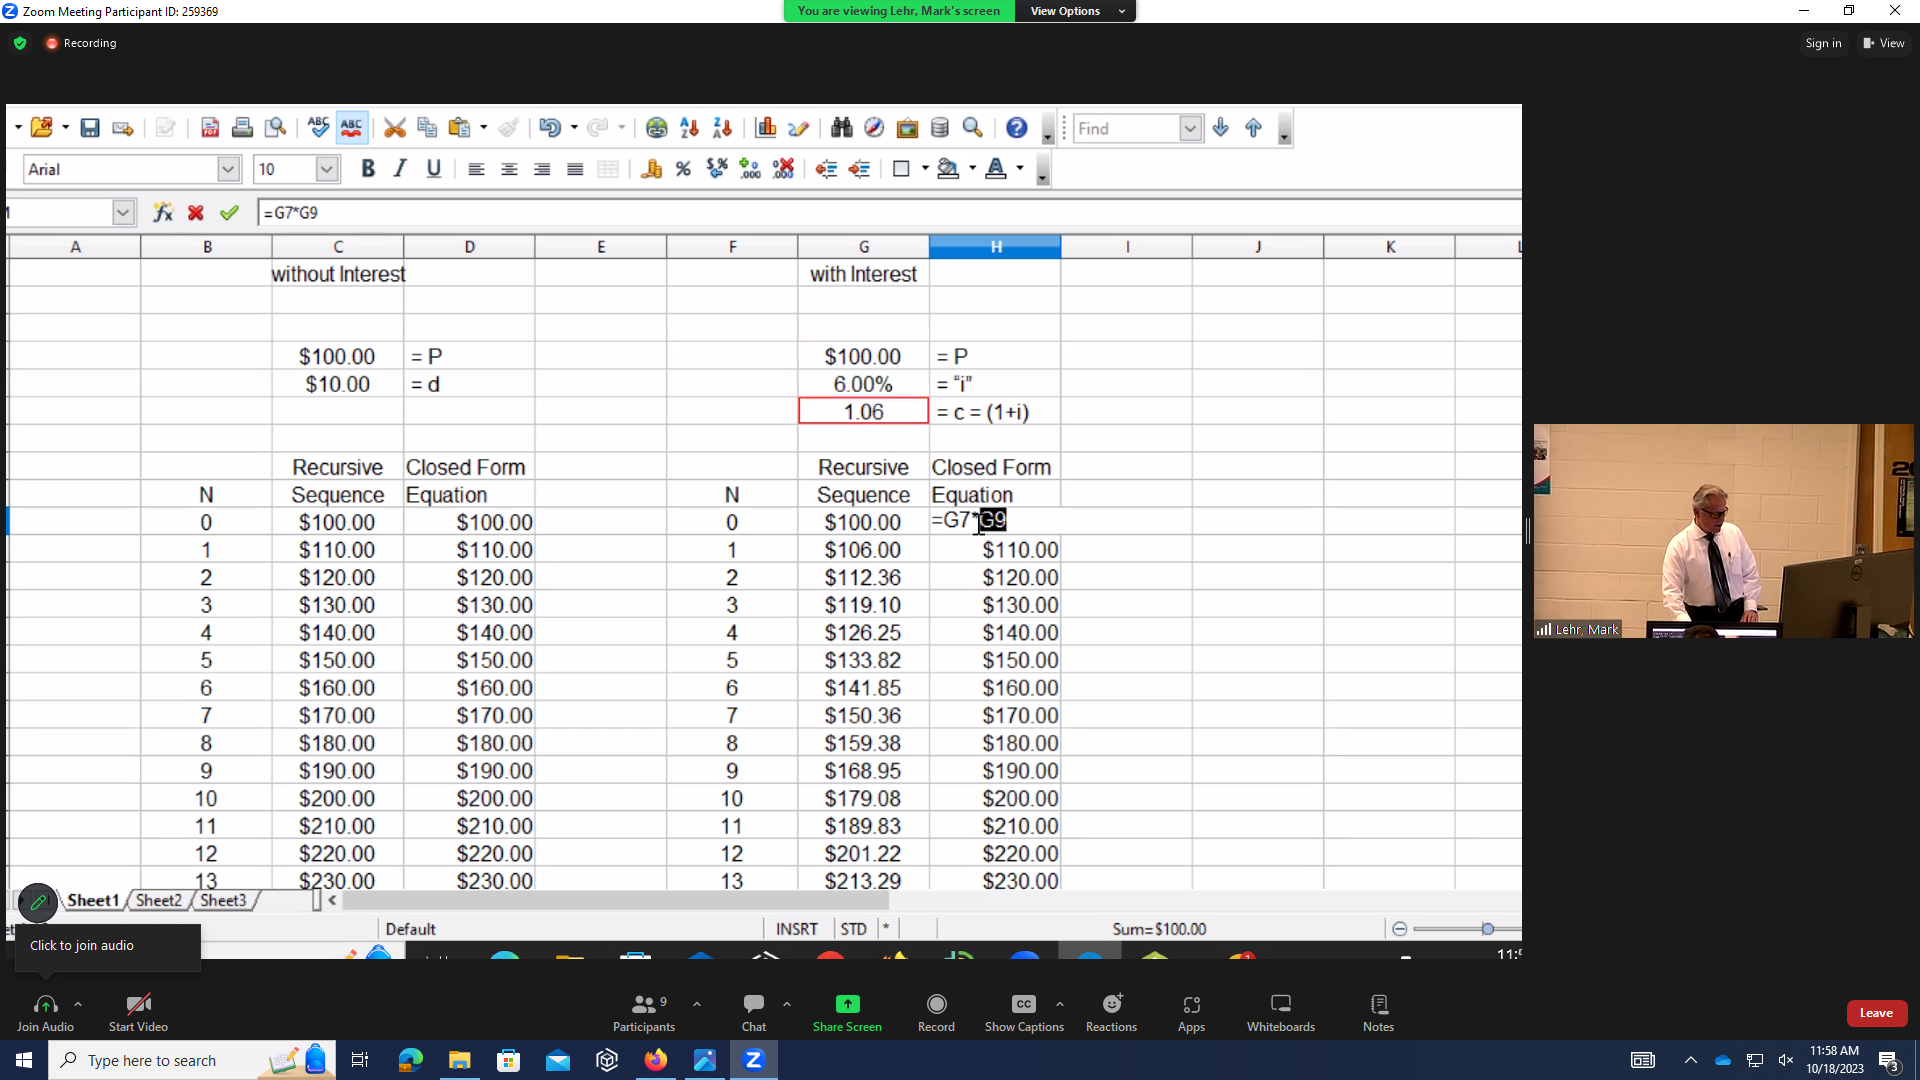 Zoom Meeting Participant ID: 259369
You are viewing Lehr, Mark's screen View Options
Recording
Sign in View
Find
Arial 10
=G7*G9
A B C D E F G H I J K
without Interest with Interest
$100.00 = P $100.00 = P
$10.00 = d 6.00% = “i”
1.06 = c = (1+i)
Recursive Closed Form Recursive Closed Form
N Sequence Equation N Sequence Equation
0 $100.00 $100.00 0 $100.00 =G7*G9
1 $110.00 $110.00 1 $106.00 $110.00
2 $120.00 $120.00 2 $112.36 $120.00
3 $130.00 $130.00 3 $119.10 $130.00
4 $140.00 $140.00 4 $126.25 $140.00
5 $150.00 $150.00 5 $133.82 $150.00
6 $160.00 $160.00 6 $141.85 $160.00
7 $170.00 $170.00 7 $150.36 $170.00
8 $180.00 $180.00 8 $159.38 $180.00
9 $190.00 $190.00 9 $168.95 $190.00
10 $200.00 $200.00 10 $179.08 $200.00
11 $210.00 $210.00 11 $189.83 $210.00
12 $220.00 $220.00 12 $201.22 $220.00
13 $230.00 $230.00 13 $213.29 $230.00
Lehr, Mark
Sheet1 Sheet2 Sheet3
Default INSRT STD * Sum=$100.00
Click to join audio
Join Audio Start Video Participants 9 Chat Share Screen Record Show Captions Reactions Apps Whiteboards Notes Leave
Type here to search
11:58 AM
10/18/2023
3